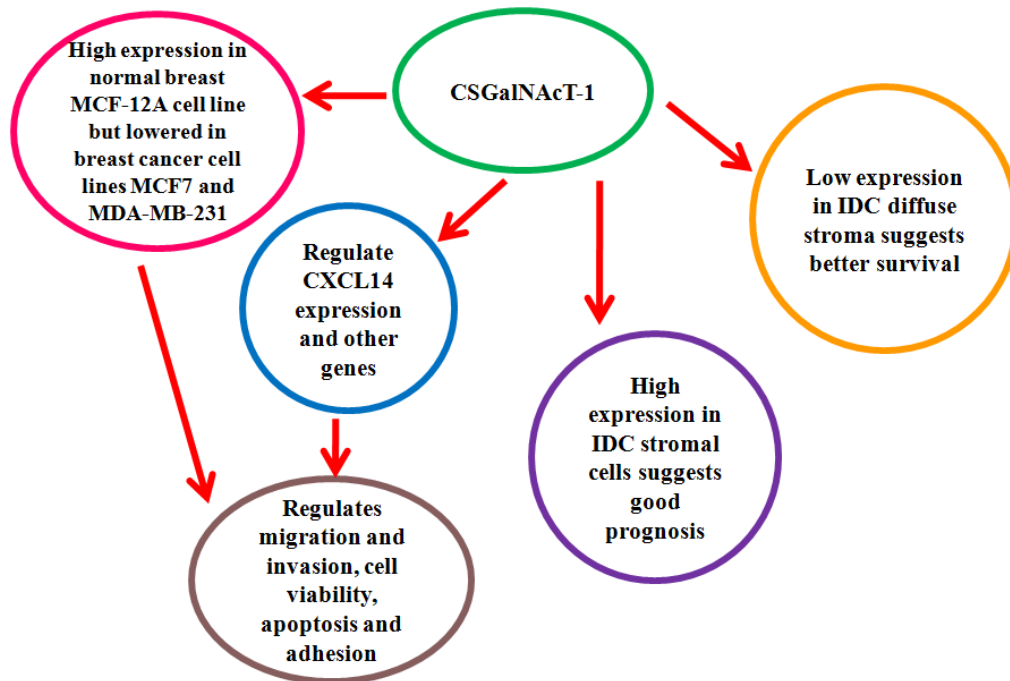 High expression in
normal breast
MCF-12A cell line
but lowered in
breast cancer cell
lines MCF7 and
MDA-MB-231
CSGalNAcT-1
Low expression
in IDC diffuse
stroma suggests
better survival
Regulate
CXCL14
expression
and other
genes
High
expression in
IDC stromal
cells suggests
good
prognosis
Regulates
migration and
invasion, cell
viability,
apoptosis and
adhesion